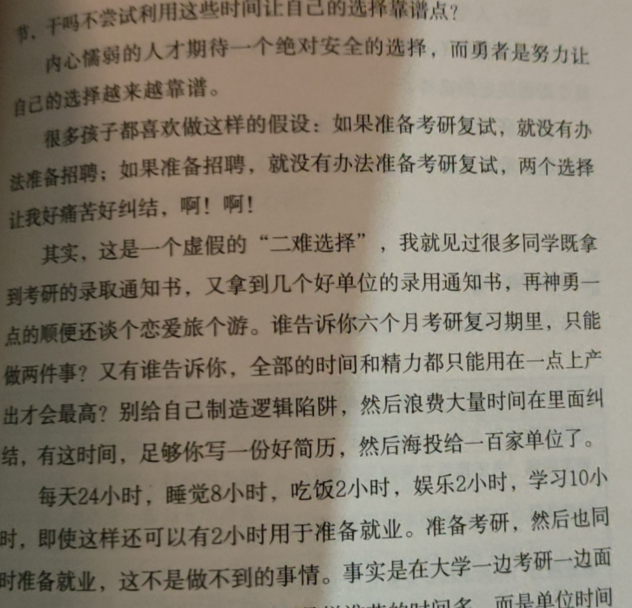 节，干吗不尝试利用这些时间让自己的选择靠谱点？
内心懦弱的人才期待一个绝对安全的选择，而勇者是努力让
自己的选择越来越靠谱。
很多孩子都喜欢做这样的假设：如果准备考研复试，就没有办
法准备招聘；如果准备招聘，就没有办法准备考研复试，两个选择
让我好痛苦好纠结，啊！啊！
其实，这是一个虚假的“二难选择”，我就见过很多同学既拿
到考研的录取通知书，又拿到几个好单位的录用通知书，再神勇一
点的顺便还谈个恋爱旅个游。谁告诉你六个月考研复习期里，只能
做两件事？又有谁告诉你，全部的时间和精力都只能用在一点上产
出才会最高？别给自己制造逻辑陷阱，然后浪费大量时间在里面纠
结，有这时间，足够你写一份好简历，然后海投给一百家单位了。
每天24小时，睡觉8小时，吃饭2小时，娱乐2小时，学习10小
时，即使这样还可以有2小时用于准备就业。准备考研，然后也同
时准备就业，这不是做不到的事情。事实是在大学一边考研一边面
的时间多，而是单位时间